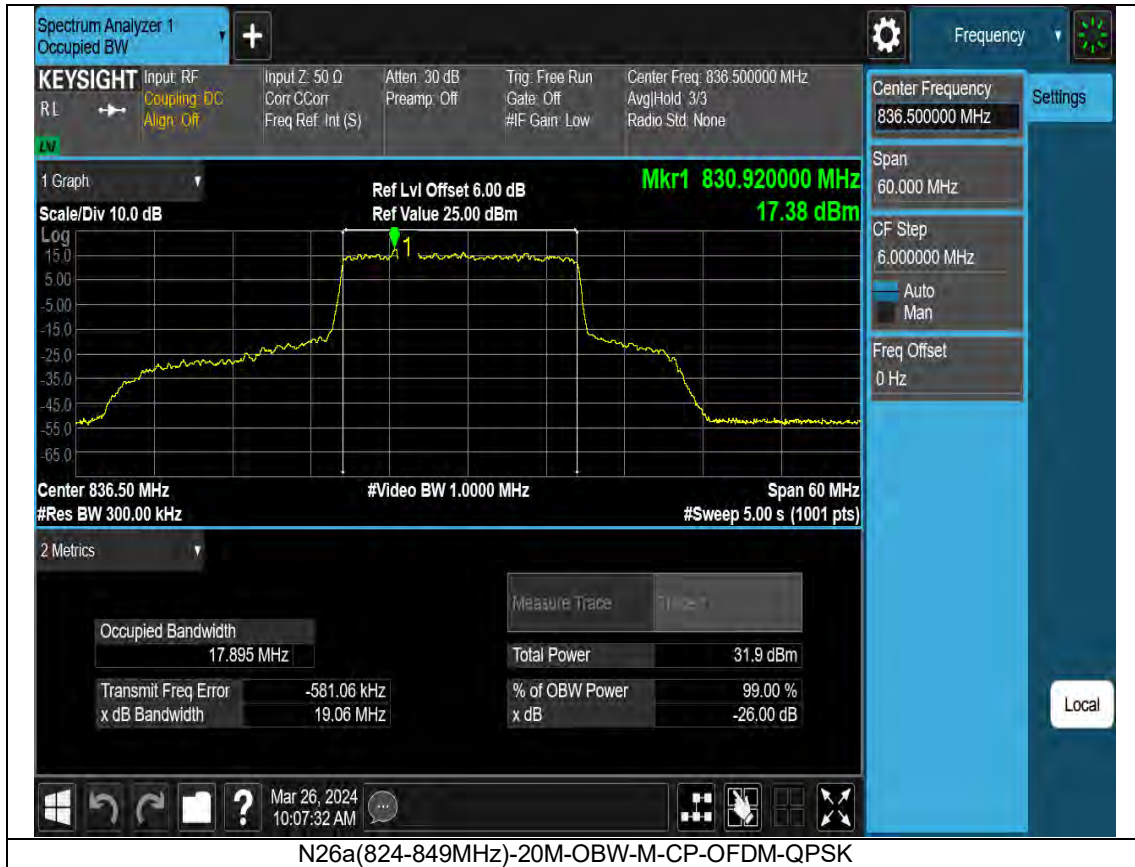 Spectrum Analyzer 1
Occupied BW
+
Frequency
KEYSIGHT
RL
Input: RF
Coupling: DC
Align: Off
Input Z: 50 Ω
Corr CCorr
Freq Ref: Int (S)
Atten: 30 dB
Preamp: Off
Trig: Free Run
Gate: Off
#IF Gain: Low
Center Freq: 836.500000 MHz
Avg|Hold: 3/3
Radio Std: None
Center Frequency
836.500000 MHz
Settings
Span
60.000 MHz
CF Step
6.000000 MHz
Auto
Man
Freq Offset
0 Hz
Local
1 Graph
Scale/Div 10.0 dB
Ref Lvl Offset 6.00 dB
Ref Value 25.00 dBm
Mkr1 830.920000 MHz
17.38 dBm
Log
1
15.0
5.00
-5.00
-15.0
-25.0
-35.0
-45.0
-55.0
-65.0
Center 836.50 MHz
#Video BW 1.0000 MHz
Span 60 MHz
#Res BW 300.00 kHz
#Sweep 5.00 s (1001 pts)
2 Metrics
Measure Trace
Occupied Bandwidth
17.895 MHz
Total Power 31.9 dBm
Transmit Freq Error -581.06 kHz
% of OBW Power 99.00 %
x dB Bandwidth 19.06 MHz
x dB -26.00 dB
?
Mar 26, 2024
10:07:32 AM
N26a(824-849MHz)-20M-OBW-M-CP-OFDM-QPSK